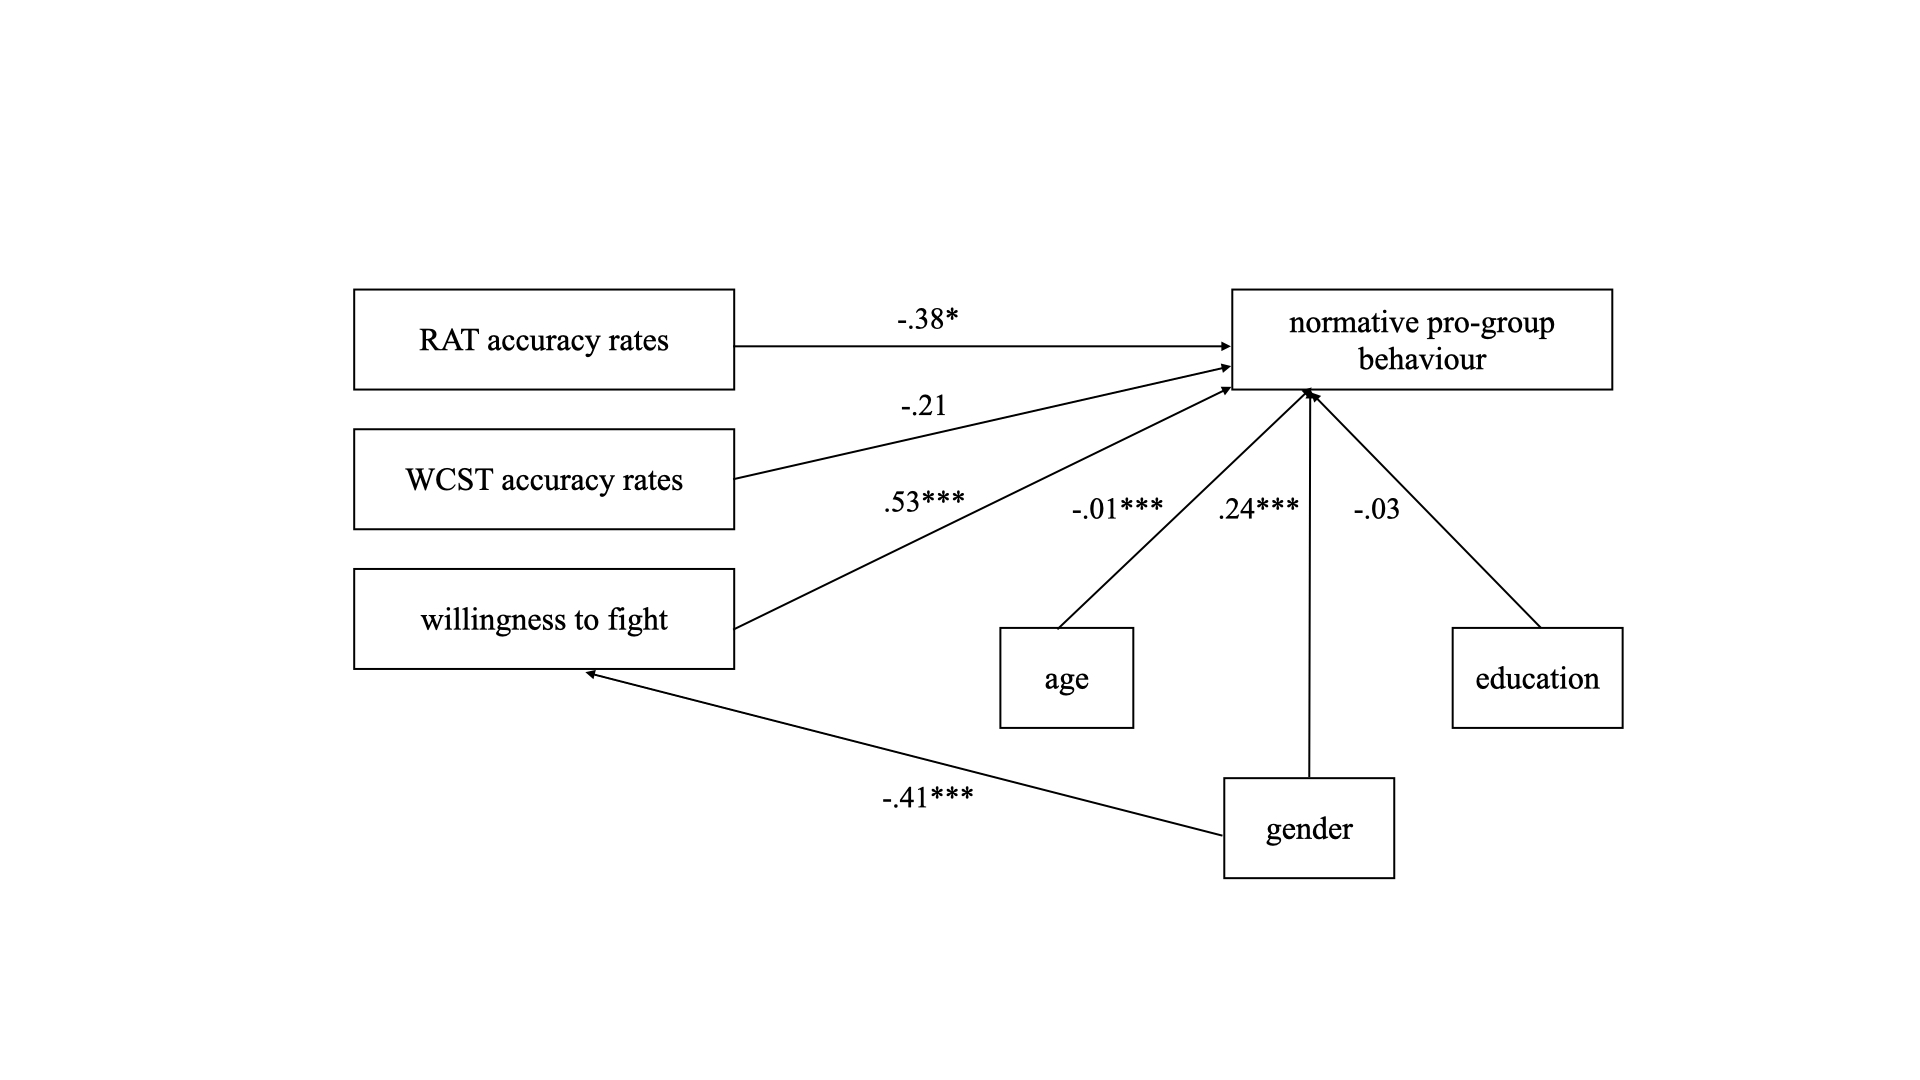 RAT accuracy rates
-.38*
normative pro-group
behaviour
-.21
WCST accuracy rates
.53***
-.01***
.24***
-.03
willingness to fight
age
education
-.41***
gender